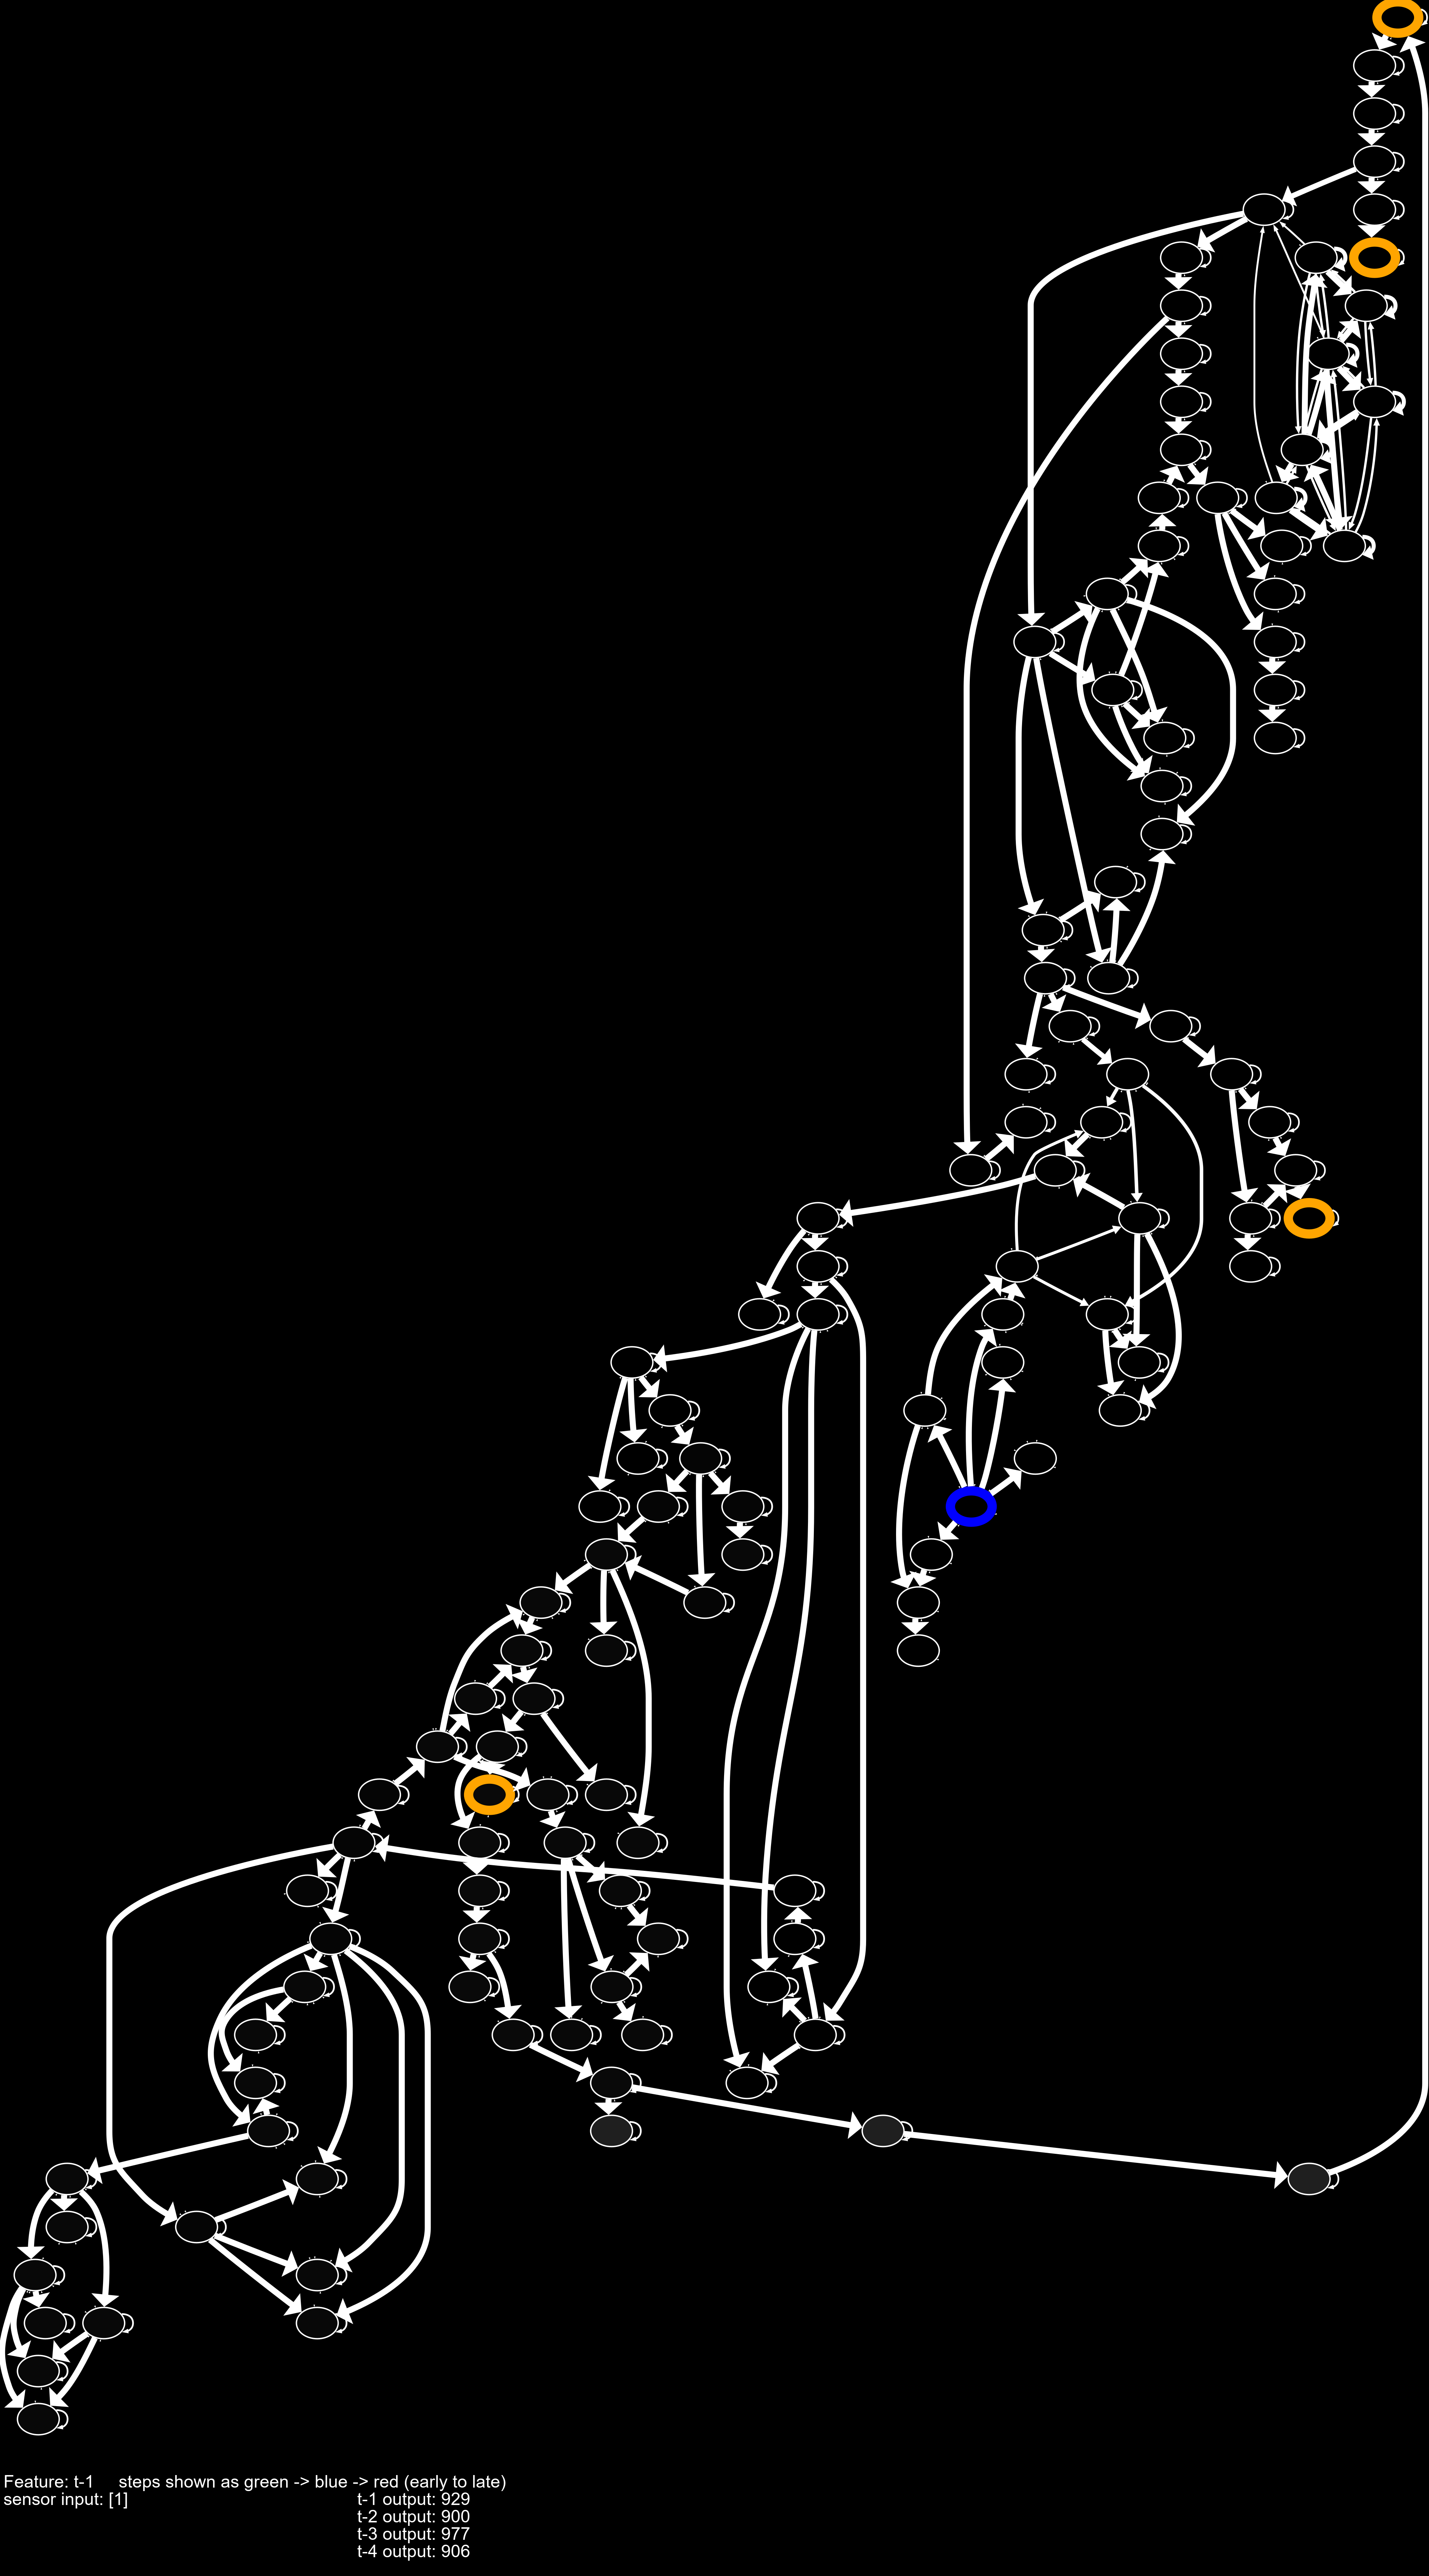 Feature: t-1     steps shown as green -> blue -> red (early to late)
sensor input: [1]     t-1 output: 929
t-2 output: 900
t-3 output: 977
t-4 output: 906